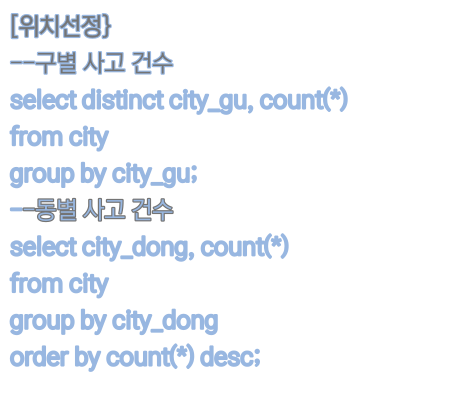 [위치선정}
--구별 사고 건수
select distinct city_gu, count(*)
from city
group by city_gu;
--동별 사고 건수
select city_dong, count(*)
from city
group by city_dong
order by count(*) desc;